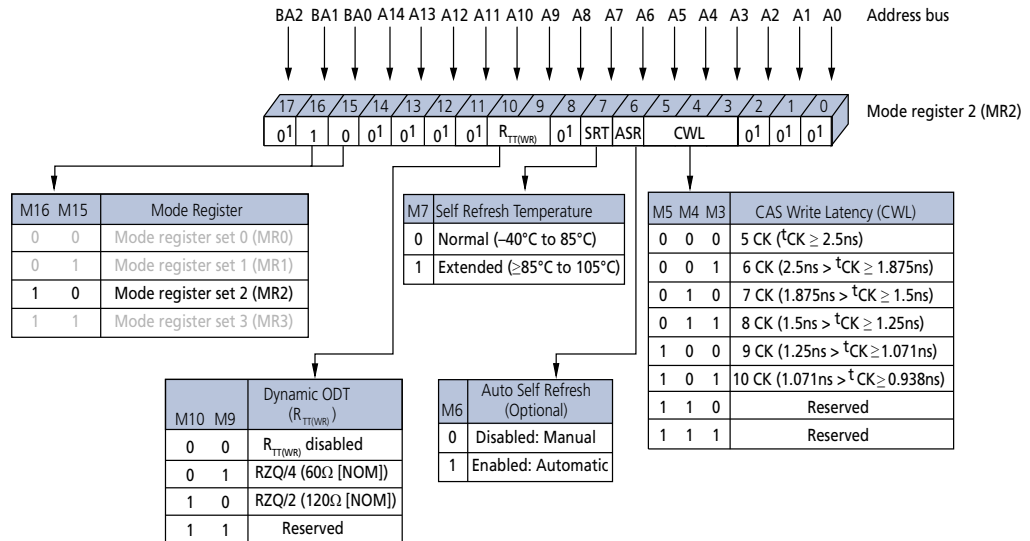 BA2 BA1 BA0 A14 A13 A12 A11 A10 A9 A8 A7 A6 A5 A4 A3 A2 A1 A0 Address bus
17 16 15 14 13 12 11 10 9 8 7 6 5 4 3 2 1 0 Mode register 2 (MR2)
0¹ 1 0 0¹ 0¹ 0¹ 0¹ R_TT(WR) 0¹ SRT ASR CWL 0¹ 0¹ 0¹
M16 M15 Mode Register
0 0 Mode register set 0 (MR0)
0 1 Mode register set 1 (MR1)
1 0 Mode register set 2 (MR2)
1 1 Mode register set 3 (MR3)
M7 Self Refresh Temperature
0 Normal (–40°C to 85°C)
1 Extended (≥85°C to 105°C)
M5 M4 M3 CAS Write Latency (CWL)
0 0 0 5 CK (tCK ≥ 2.5ns)
0 0 1 6 CK (2.5ns > tCK ≥ 1.875ns)
0 1 0 7 CK (1.875ns > tCK ≥ 1.5ns)
0 1 1 8 CK (1.5ns > tCK ≥ 1.25ns)
1 0 0 9 CK (1.25ns > tCK ≥ 1.071ns)
1 0 1 10 CK (1.071ns > tCK ≥ 0.938ns)
1 1 0 Reserved
1 1 1 Reserved
Dynamic ODT
M10 M9 (R_TT(WR))
0 0 R_TT(WR) disabled
0 1 RZQ/4 (60Ω [NOM])
1 0 RZQ/2 (120Ω [NOM])
1 1 Reserved
Auto Self Refresh
M6 (Optional)
0 Disabled: Manual
1 Enabled: Automatic